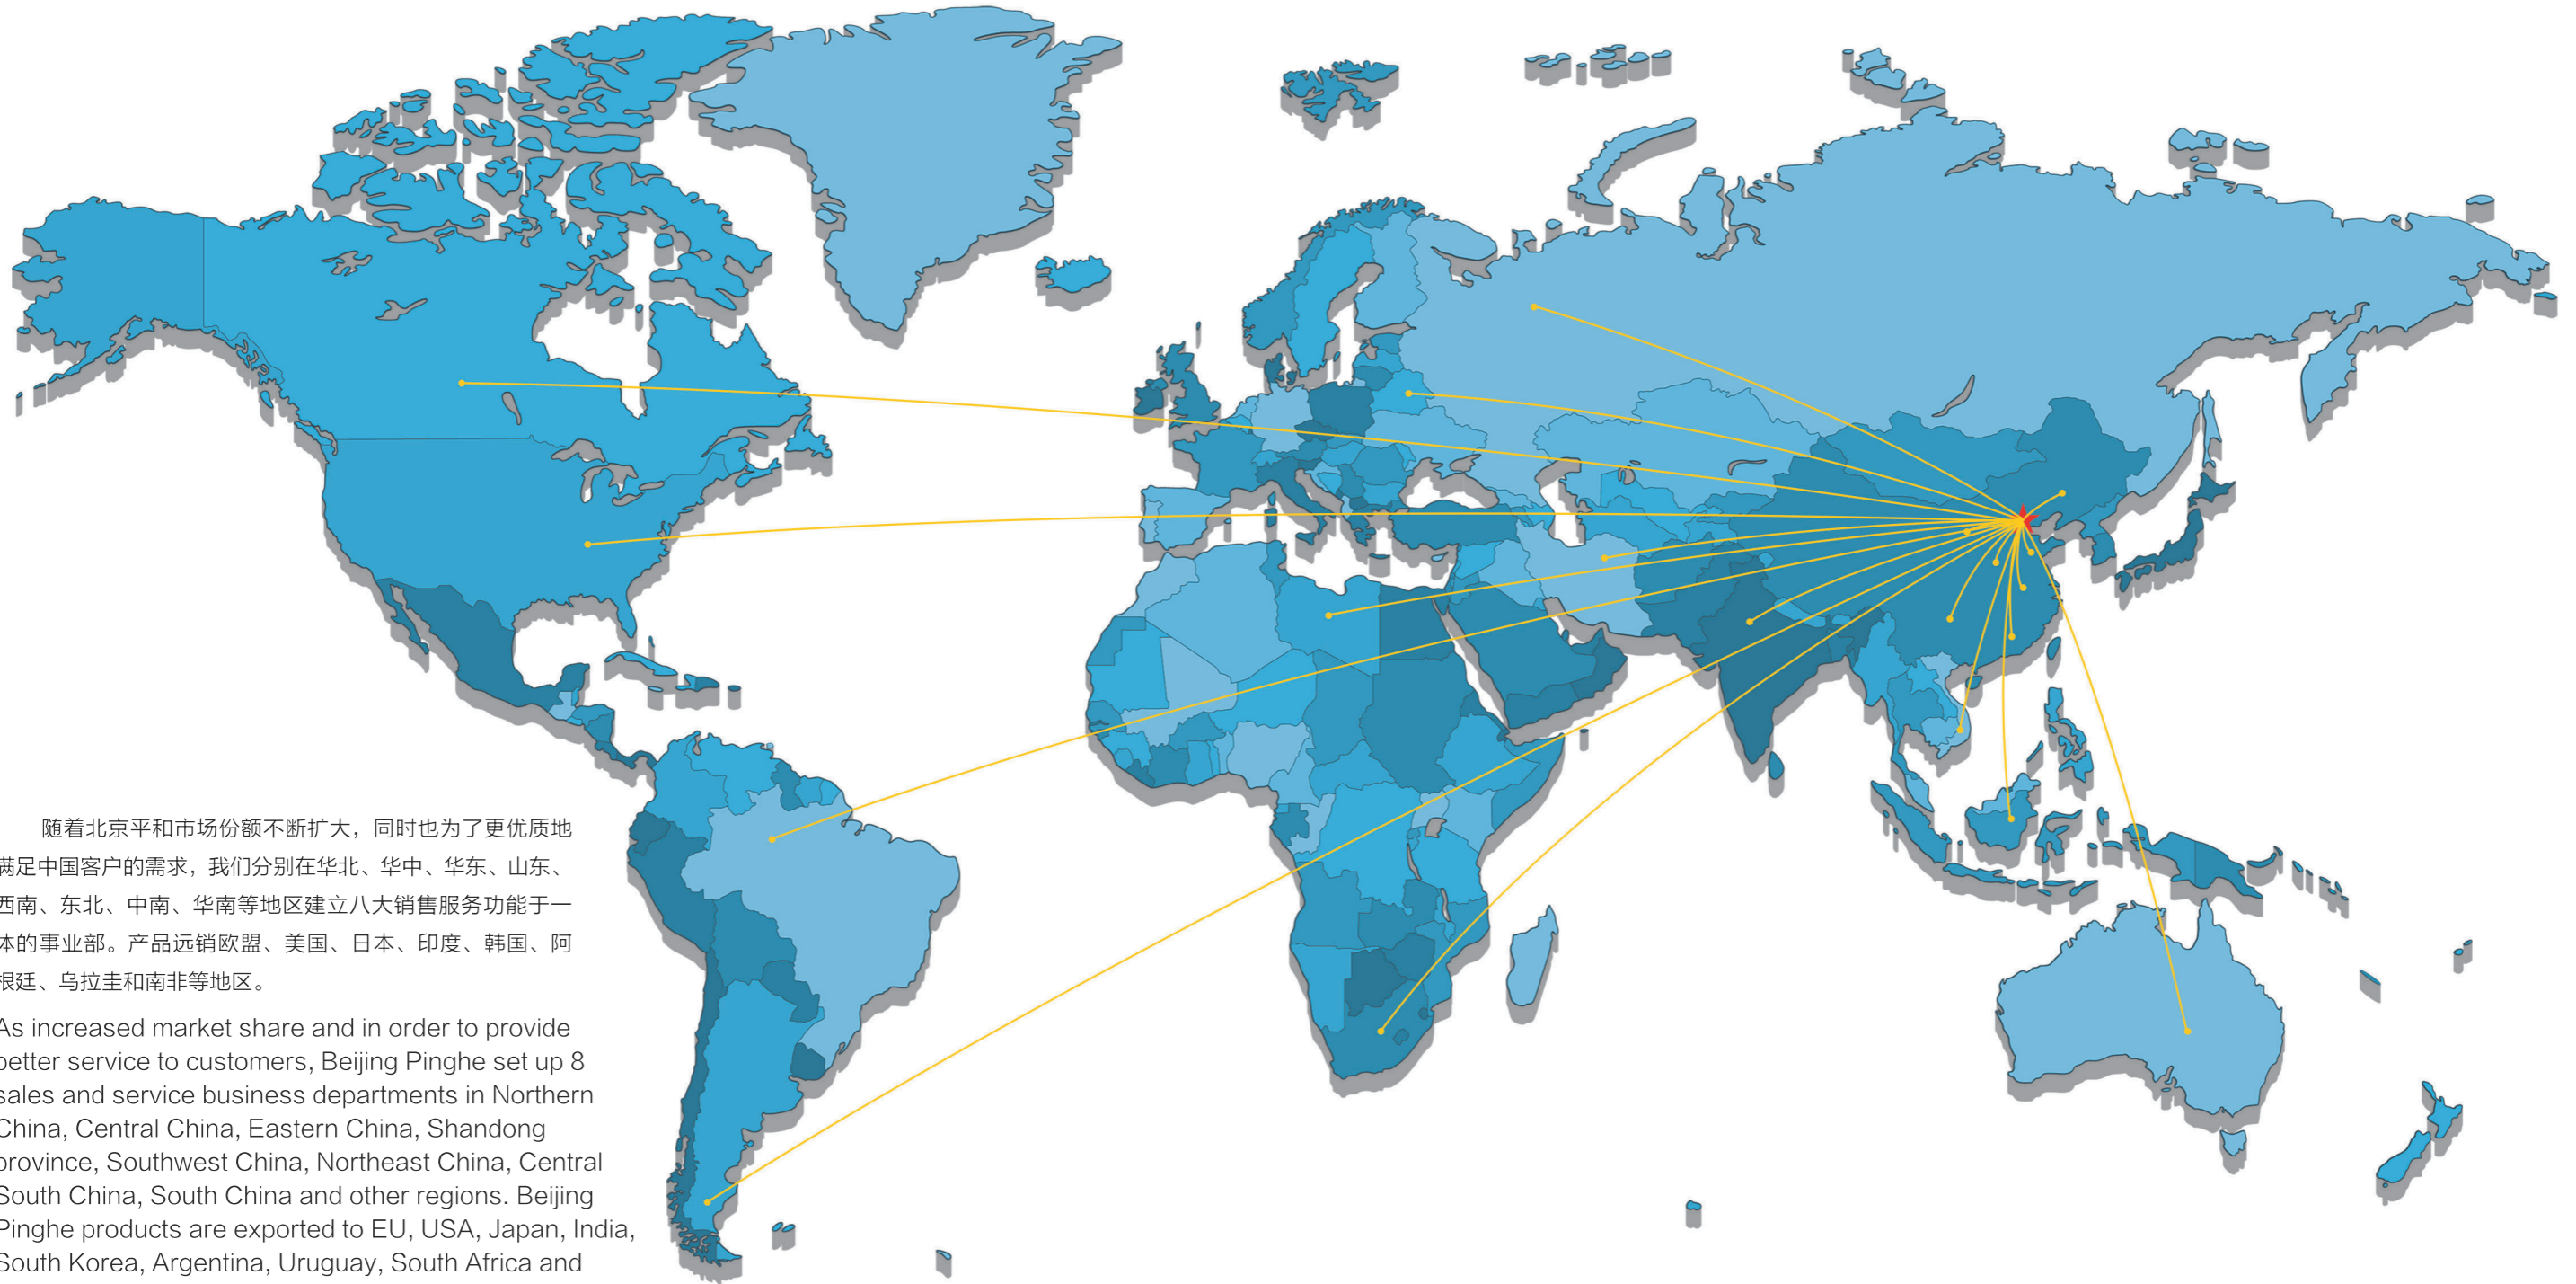 随着北京平和市场份额不断扩大，同时也为了更优质地
满足中国客户的需求，我们分别在华北、华中、华东、山东、
西南、东北、中南、华南等地区建立八大销售服务功能于一
体的事业部。产品远销欧盟、美国、日本、印度、韩国、阿
根廷、乌拉圭和南非等地区。
As increased market share and in order to provide
better service to customers, Beijing Pinghe set up 8
sales and service business departments in Northern
China, Central China, Eastern China, Shandong
province, Southwest China, Northeast China, Central
South China, South China and other regions. Beijing
Pinghe products are exported to EU, USA, Japan, India,
South Korea, Argentina, Uruguay, South Africa and